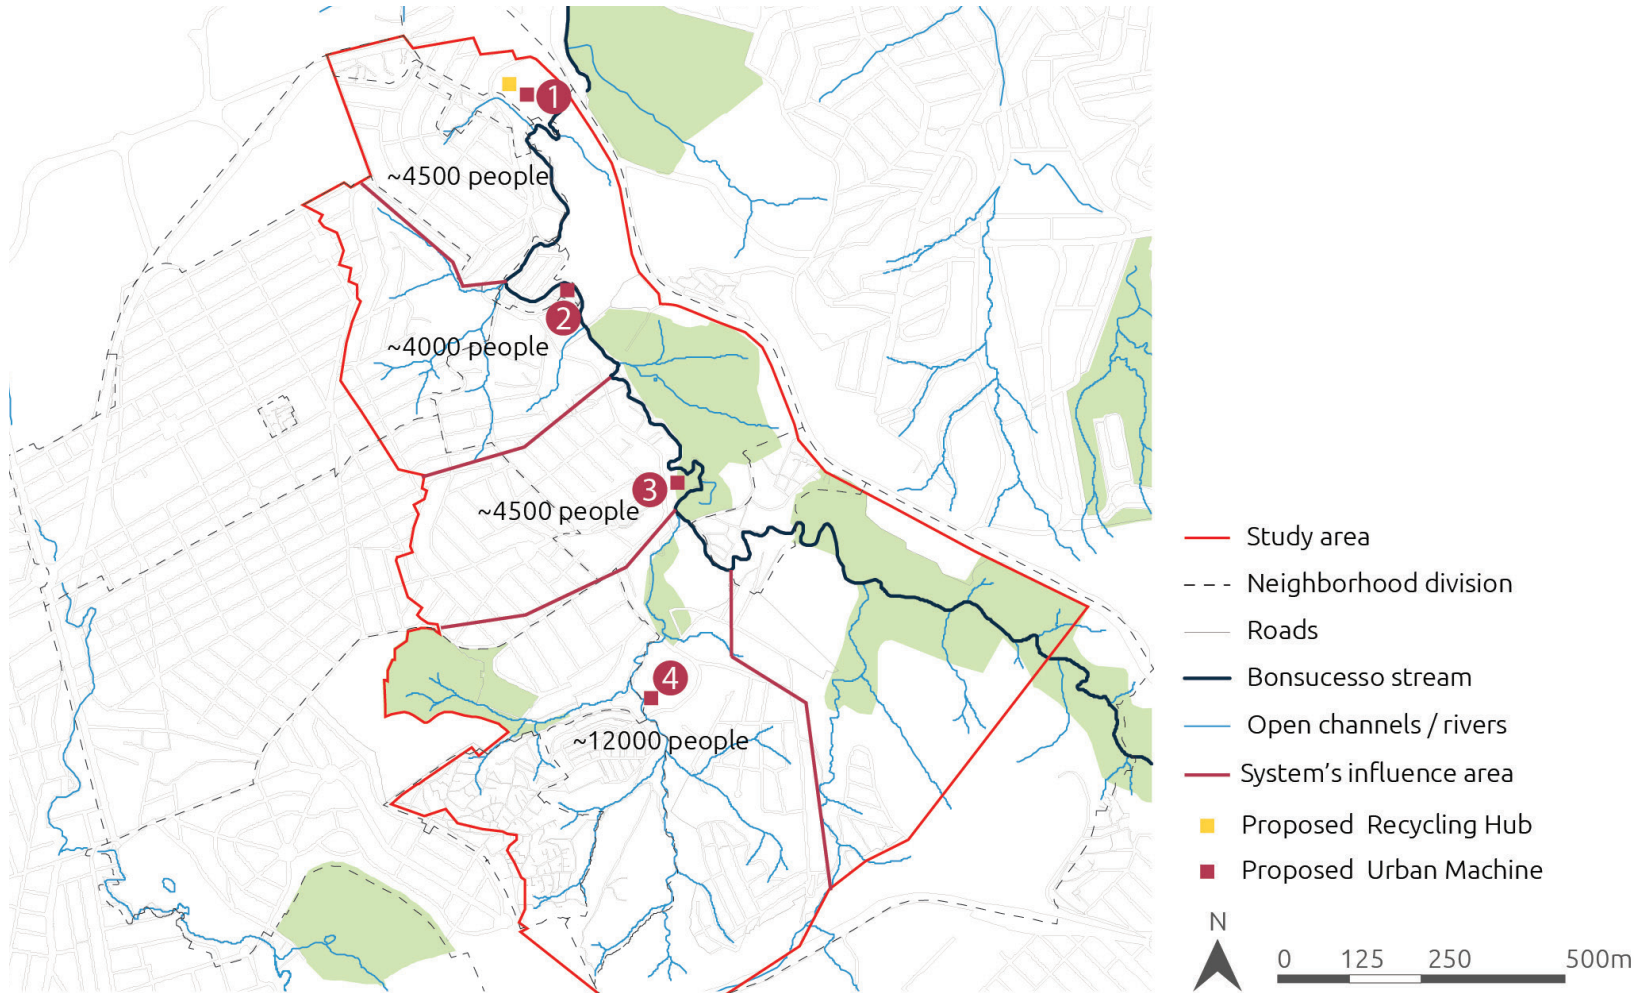 1
~4500 people
2
~4000 people
3
~4500 people
4
~12000 people
Study area
Neighborhood division
Roads
Bonsucesso stream
Open channels / rivers
System’s influence area
Proposed Recycling Hub
Proposed Urban Machine
N
0 125 250 500m